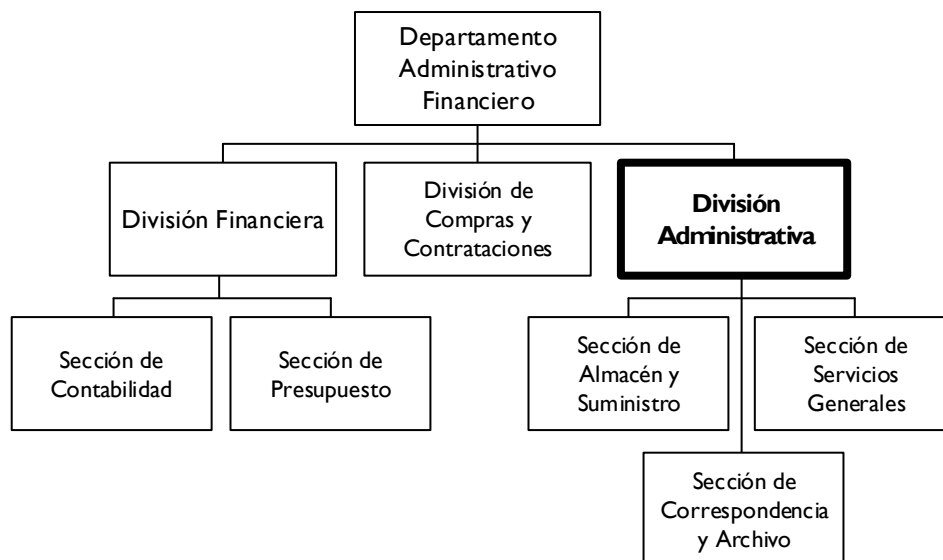 Departamento
Administrativo
Financiero
División Financiera
División de
Compras y
Contrataciones
División
Administrativa
Sección de
Contabilidad
Sección de
Presupuesto
Sección de
Almacén y
Suministro
Sección de
Servicios
Generales
Sección de
Correspondencia
y Archivo